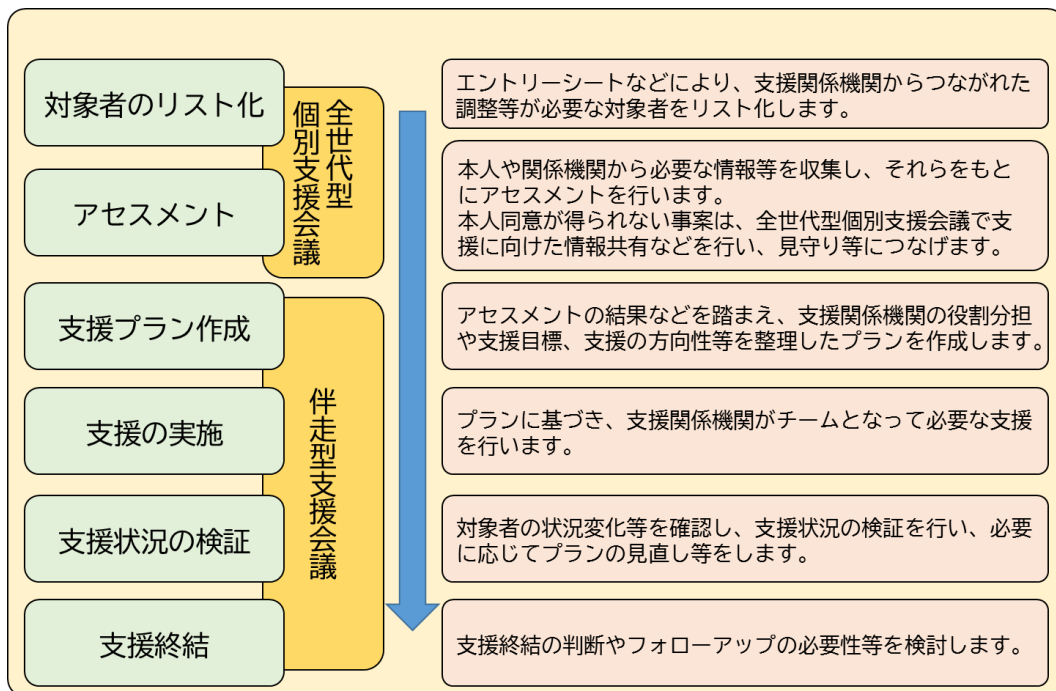 対象者のリスト化
エントリーシートなどにより、支援関係機関からつながれた
調整等が必要な対象者をリスト化します。
全世代型
個別支援会議
アセスメント
本人や関係機関から必要な情報等を収集し、それらをもと
にアセスメントを行います。
本人同意が得られない事案は、全世代型個別支援会議で支
援に向けた情報共有などを行い、見守り等につなげます。
支援プラン作成
アセスメントの結果などを踏まえ、支援関係機関の役割分担
や支援目標、支援の方向性等を整理したプランを作成します。
伴走型支援会議
支援の実施
プランに基づき、支援関係機関がチームとなって必要な支援
を行います。
支援状況の検証
対象者の状況変化等を確認し、支援状況の検証を行い、必要
に応じてプランの見直し等をします。
支援終結
支援終結の判断やフォローアップの必要性等を検討します。